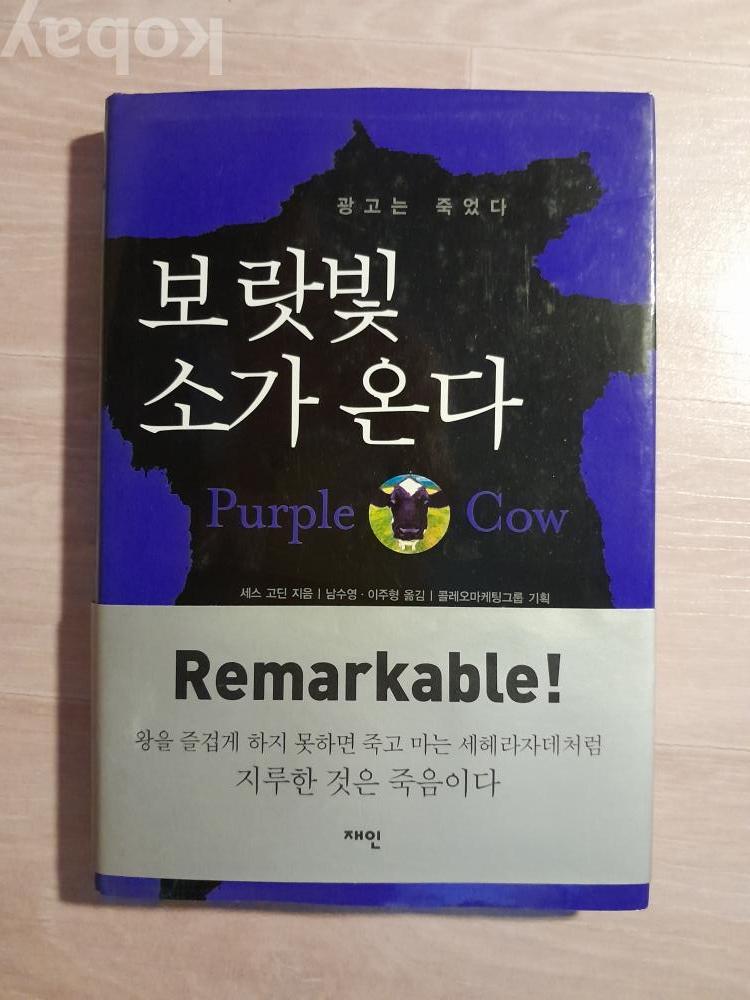 kobay
광고는 죽었다
보랏빛
소가 온다
Purple Cow
세스 고딘 지음 | 남수영 · 이주형 옮김 | 콜레오마케팅그룹 기획
Remarkable!
왕을 즐겁게 하지 못하면 죽고 마는 세헤라자데처럼
지루한 것은 죽음이다
재인